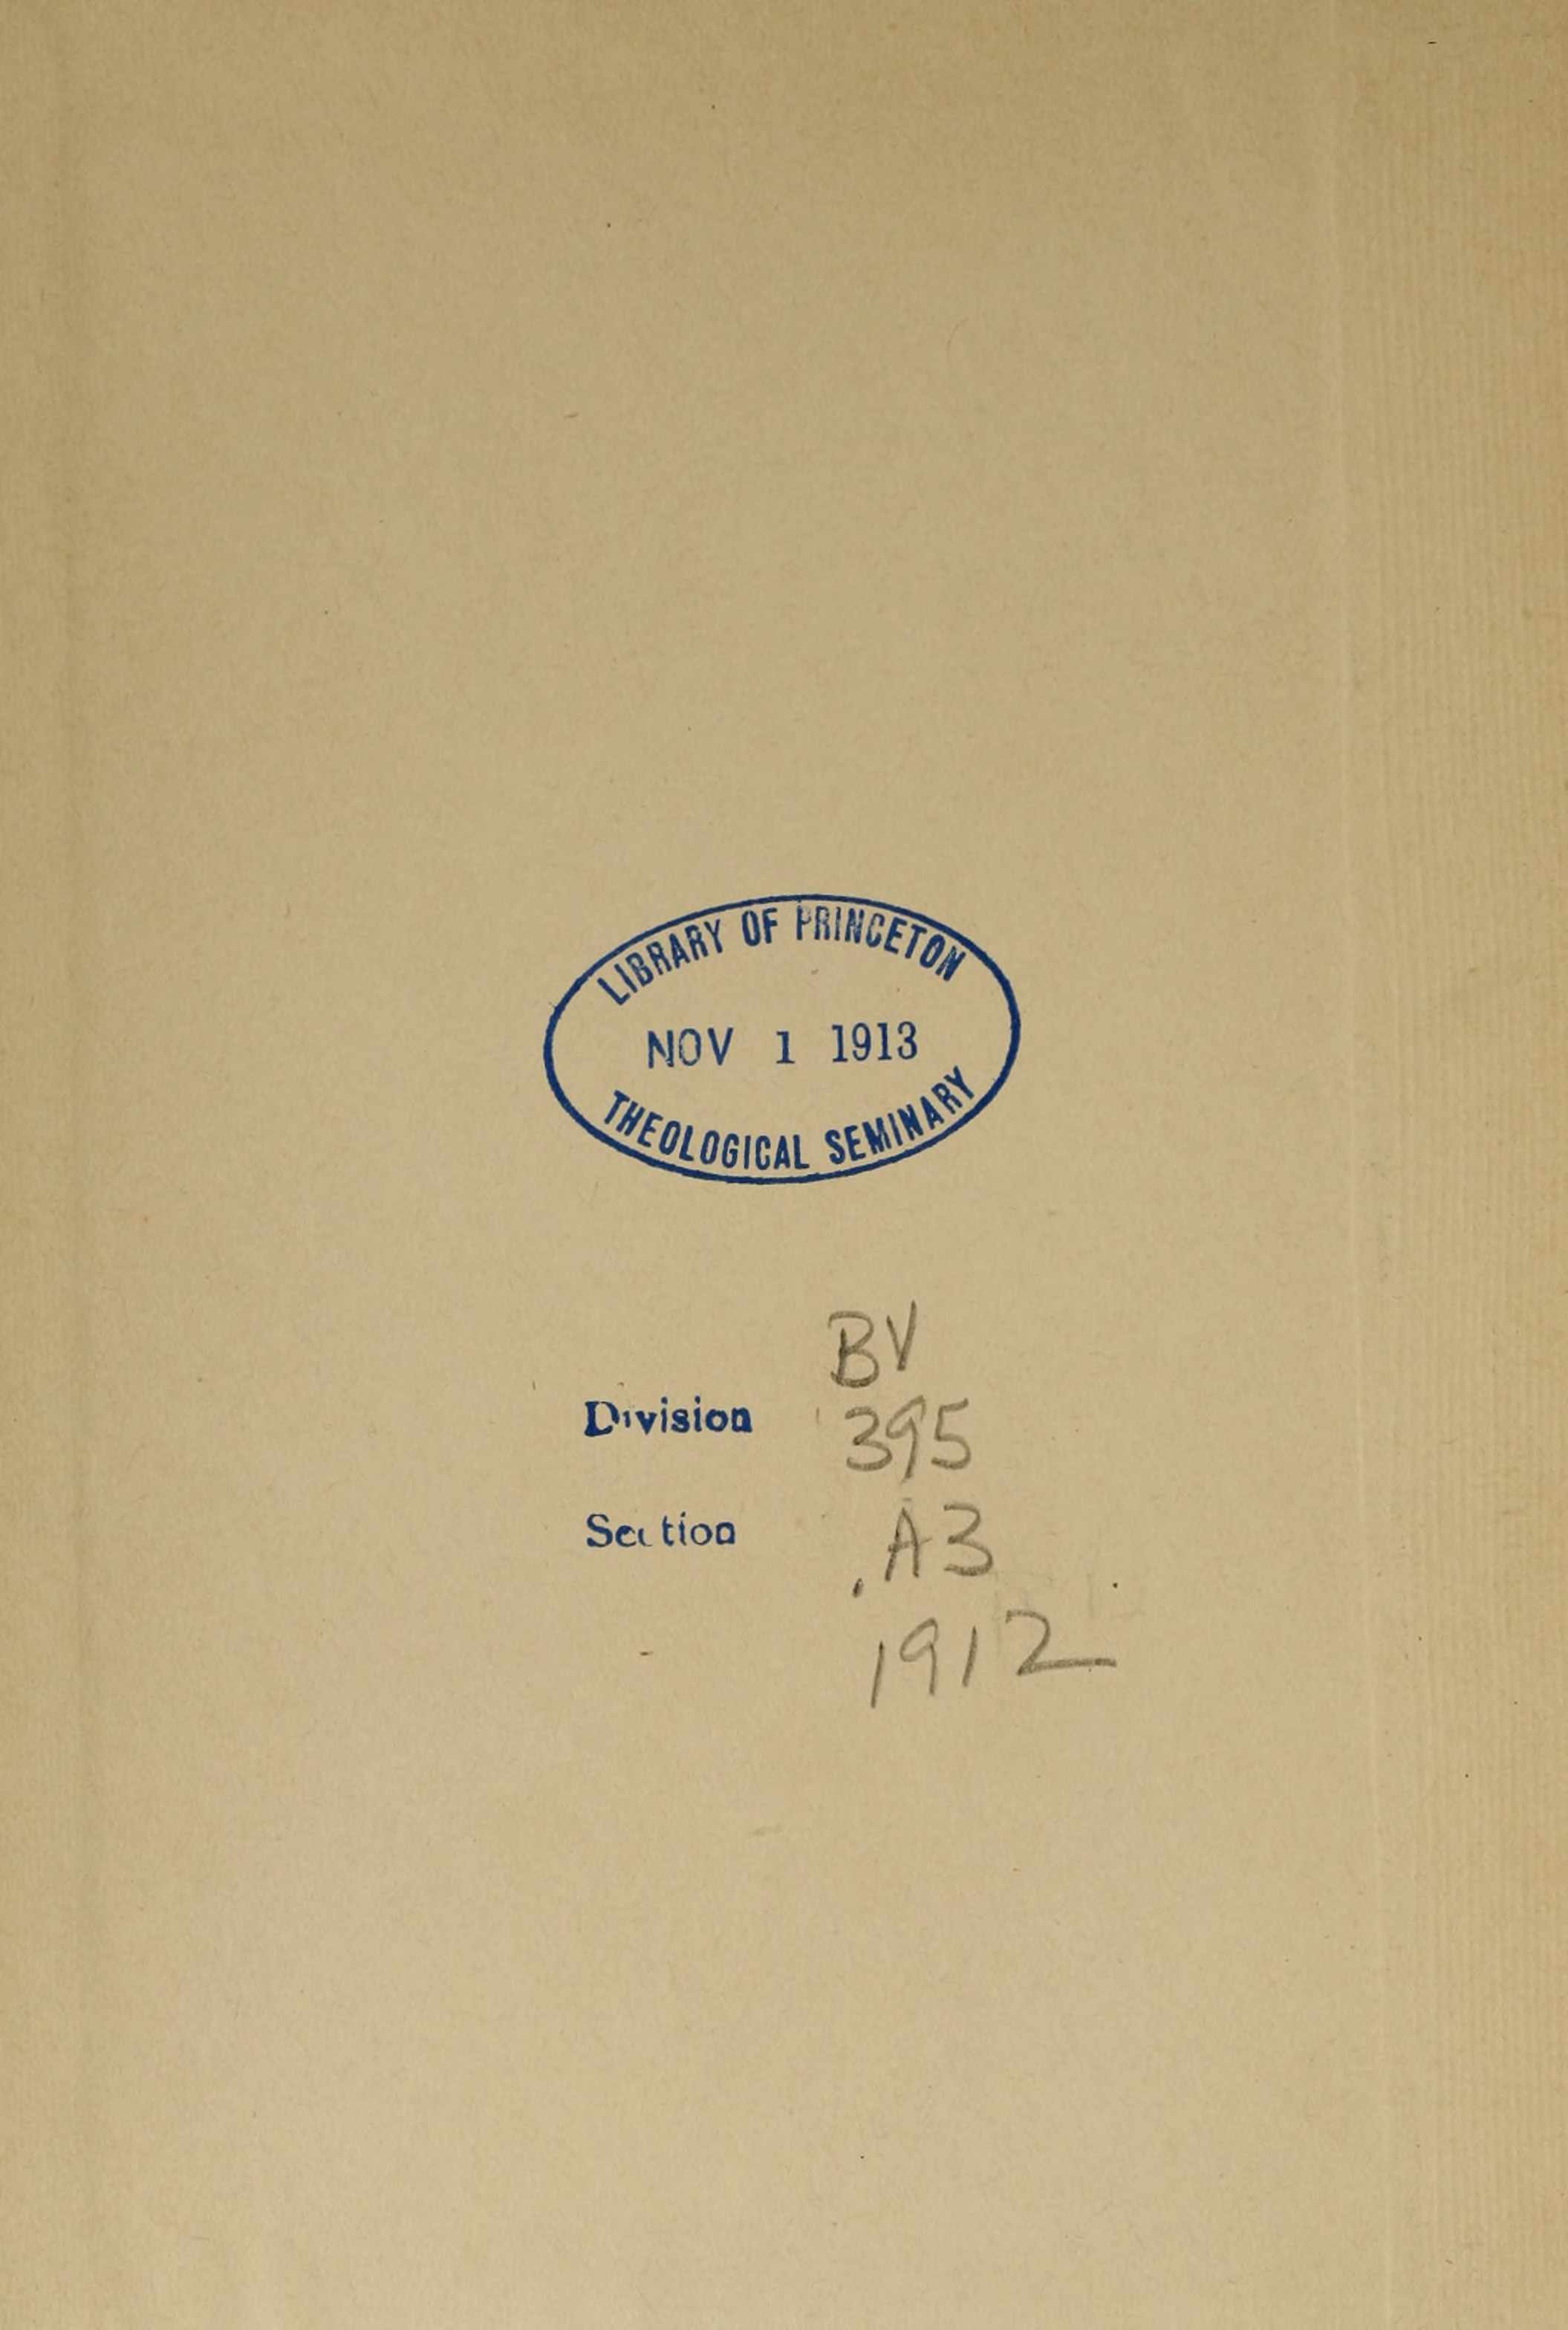 LIBRARY OF PRINCETON
NOV 1 1913
THEOLOGICAL SEMINARY
BV
Division 395
Section .A3
1912